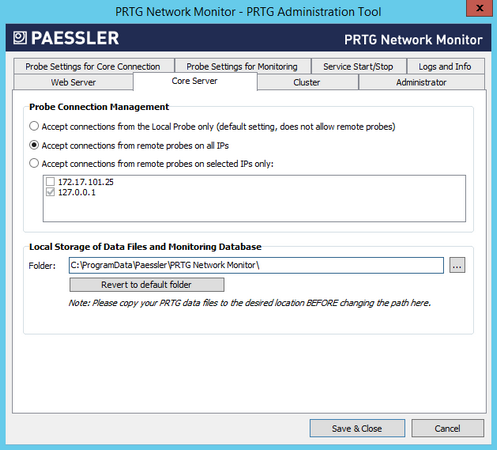 PRTG Network Monitor - PRTG Administration Tool
x
PAESSLER
PRTG Network Monitor
Probe Settings for Core Connection
Probe Settings for Monitoring
Service Start/Stop
Logs and Info
Web Server
Core Server
Cluster
Administrator
Probe Connection Management
Accept connections from the Local Probe only (default setting, does not allow remote probes)
Accept connections from remote probes on all IPs
Accept connections from remote probes on selected IPs only:
172.17.101.25
127.0.0.1
Local Storage of Data Files and Monitoring Database
Folder:
C:\ProgramData\Paessler\PRTG Network Monitor\
...
Revert to default folder
Note: Please copy your PRTG data files to the desired location BEFORE changing the path here.
Save & Close
Cancel